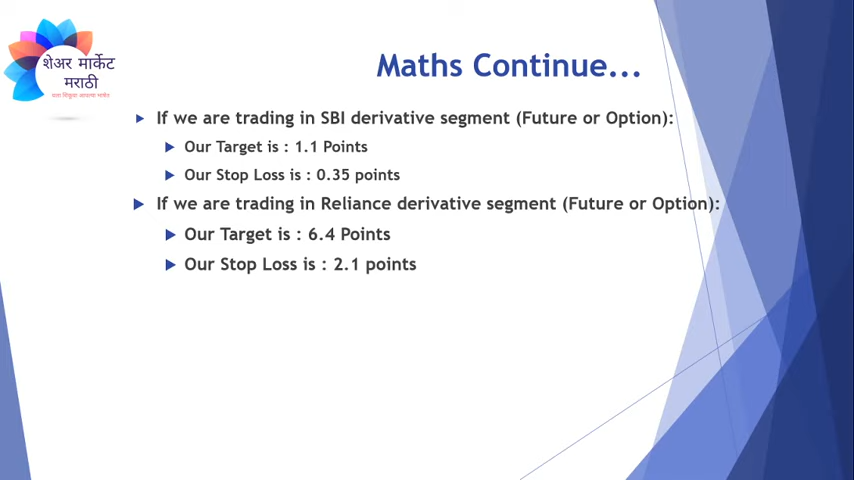 शेअर मार्केट
मराठी
Maths Continue...
If we are trading in SBI derivative segment (Future or Option):
Our Target is : 1.1 Points
Our Stop Loss is : 0.35 points
If we are trading in Reliance derivative segment (Future or Option):
Our Target is : 6.4 Points
Our Stop Loss is : 2.1 points